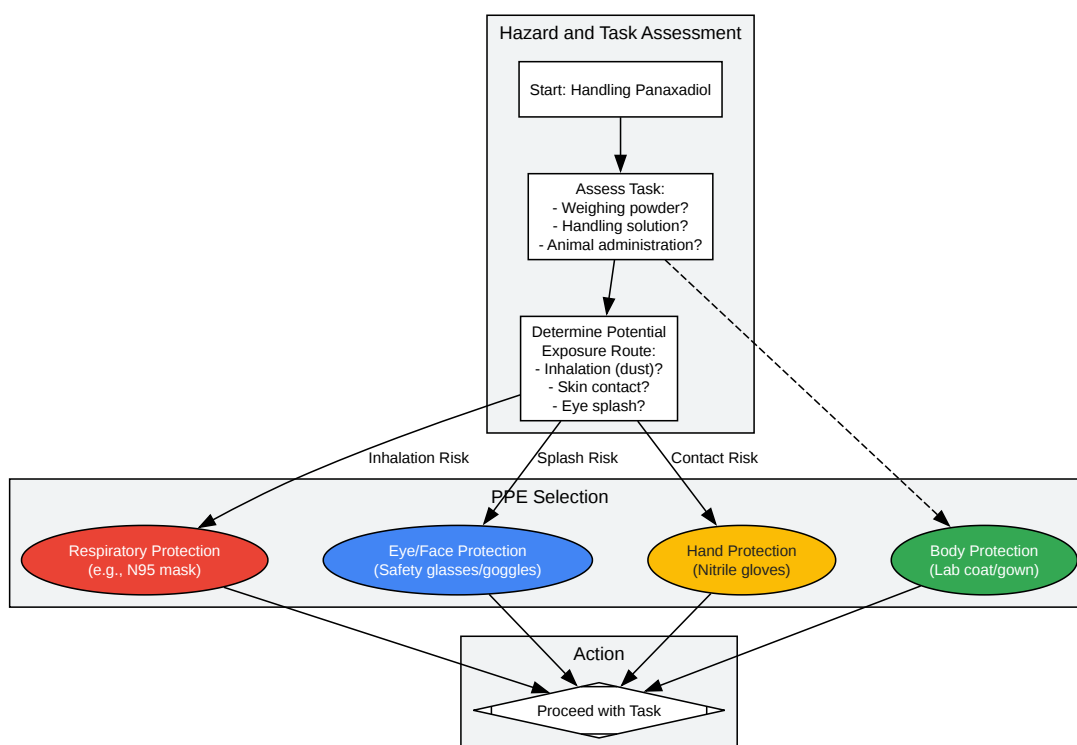 Hazard and Task Assessment
Start: Handling Panaxadiol
Assess Task:
- Weighing powder?
- Handling solution?
- Animal administration?
Determine Potential
Exposure Route:
- Inhalation (dust)?
- Skin contact?
- Eye splash?
Inhalation Risk
Splash Risk
Contact Risk
PPE Selection
Respiratory Protection
(e.g., N95 mask)
Eye/Face Protection
(Safety glasses/goggles)
Hand Protection
(Nitrile gloves)
Body Protection
(Lab coat/gown)
Action
Proceed with Task